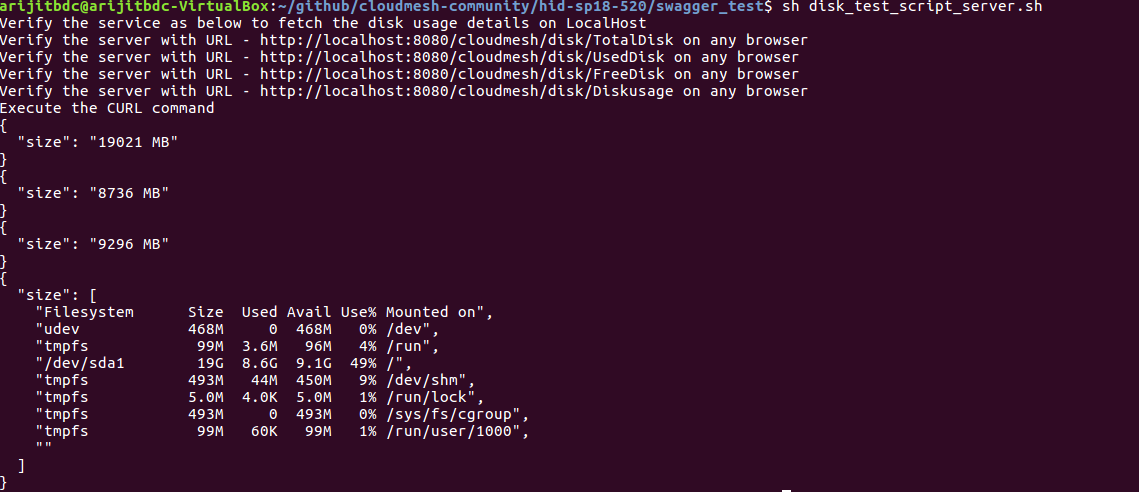 arijitbdc@arijitbdc-VirtualBox:~/github/cloudmesh-community/hid-sp18-520/swagger_test$ sh disk_test_script_server.sh
Verify the service as below to fetch the disk usage details on LocalHost
Verify the server with URL - http://localhost:8080/cloudmesh/disk/TotalDisk on any browser
Verify the server with URL - http://localhost:8080/cloudmesh/disk/UsedDisk on any browser
Verify the server with URL - http://localhost:8080/cloudmesh/disk/FreeDisk on any browser
Verify the server with URL - http://localhost:8080/cloudmesh/disk/Diskusage on any browser
Execute the CURL command
{
  "size": "19021 MB"
}
{
  "size": "8736 MB"
}
{
  "size": "9296 MB"
}
{
  "size": [
    "Filesystem      Size  Used Avail Use% Mounted on",
    "udev            468M     0  468M   0% /dev",
    "tmpfs            99M  3.6M   96M   4% /run",
    "/dev/sda1        19G  8.6G  9.1G  49% /",
    "tmpfs           493M   44M  450M   9% /dev/shm",
    "tmpfs           5.0M  4.0K  5.0M   1% /run/lock",
    "tmpfs           493M     0  493M   0% /sys/fs/cgroup",
    "tmpfs            99M   60K   99M   1% /run/user/1000",
    ""
  ]
}